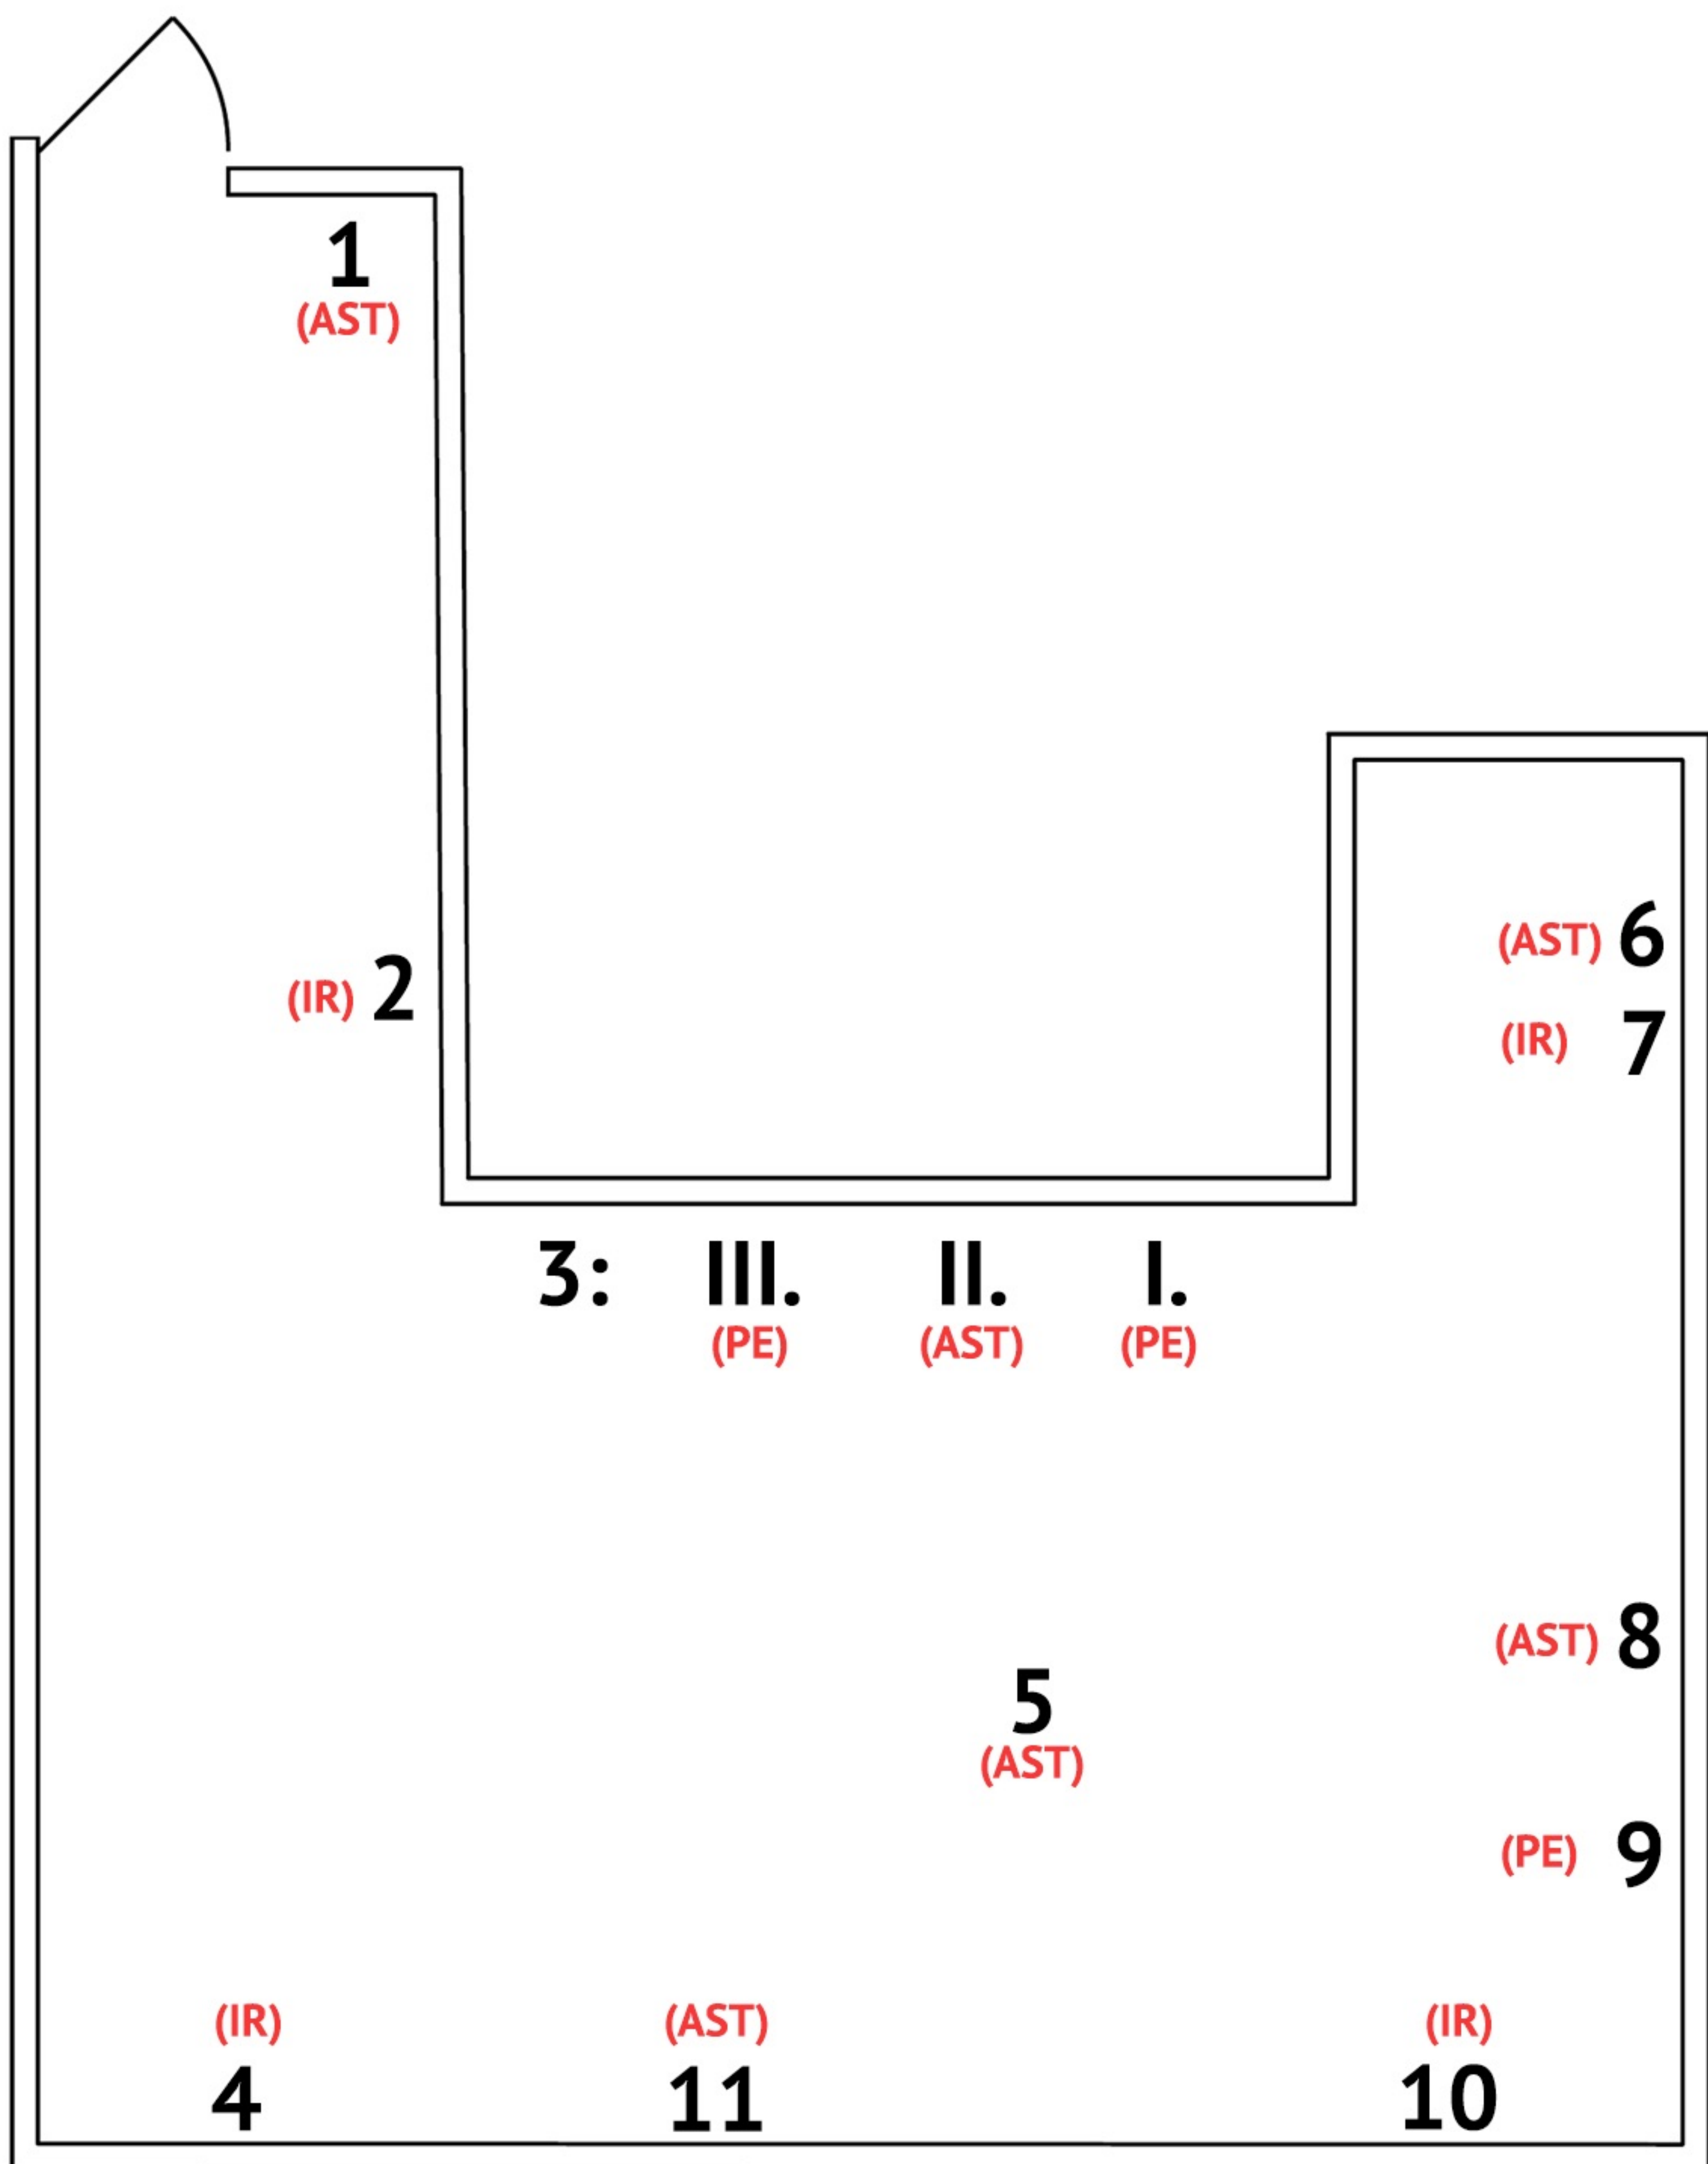 1
(AST)
(AST) 6
(IR) 2
(IR) 7
3: III. II. I.
(PE) (AST) (PE)
(AST) 8
5
(AST)
(PE) 9
(IR) (AST) (IR)
4 11 10